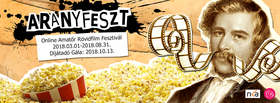 ARANYFESZT
Online Amatőr Rövidfilm Fesztivál
2018.03.01-2018.08.31.
Díjátadó Gála: 2018.10.13.